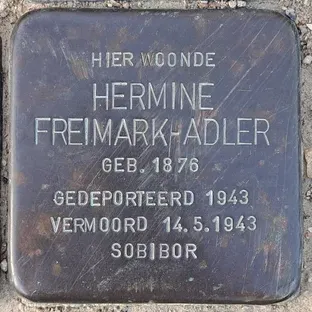 HIER WOONDE
HERMINE
FREIMARK-ADLER
GEB. 1876
GEDEPORTEERD 1943
VERMOORD 14.5.1943
SOBIBOR